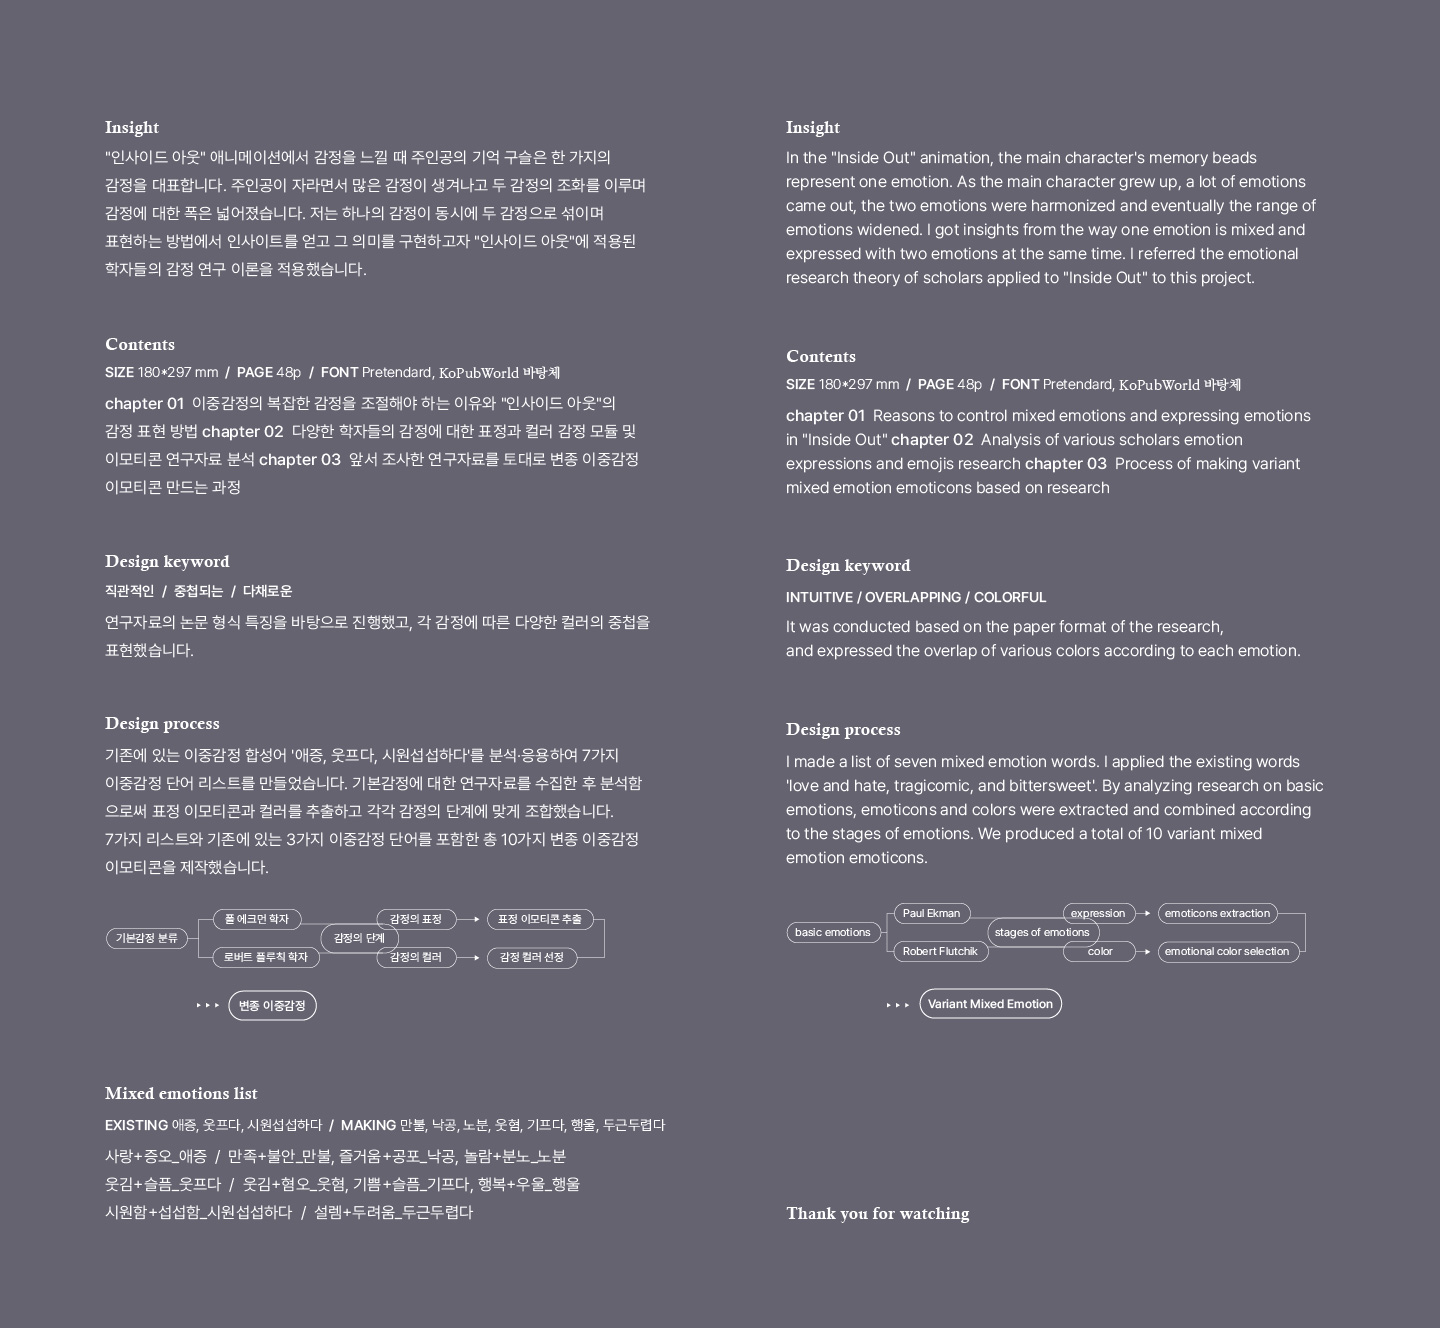 Insight
"인사이드 아웃" 애니메이션에서 감정을 느낄 때 주인공의 기억 구슬은 한 가지의
감정을 대표합니다. 주인공이 자라면서 많은 감정이 생겨나고 두 감정의 조화를 이루며
감정에 대한 폭은 넓어졌습니다. 저는 하나의 감정이 동시에 두 감정으로 섞이며
표현하는 방법에서 인사이트를 얻고 그 의미를 구현하고자 "인사이드 아웃"에 적용된
학자들의 감정 연구 이론을 적용했습니다.
Contents
SIZE 180*297 mm / PAGE 48p / FONT Pretendard, KoPubWorld 바탕체
chapter 01 이중감정의 복잡한 감정을 조절해야 하는 이유와 "인사이드 아웃"의
감정 표현 방법 chapter 02 다양한 학자들의 감정에 대한 표정과 컬러 감정 모듈 및
이모티콘 연구자료 분석 chapter 03 앞서 조사한 연구자료를 토대로 변종 이중감정
이모티콘 만드는 과정
Design keyword
직관적인 / 중첩되는 / 다채로운
연구자료의 논문 형식 특징을 바탕으로 진행했고, 각 감정에 따른 다양한 컬러의 중첩을
표현했습니다.
Design process
기존에 있는 이중감정 합성어 '애증, 웃프다, 시원섭섭하다'를 분석·응용하여 7가지
이중감정 단어 리스트를 만들었습니다. 기본감정에 대한 연구자료를 수집한 후 분석함
으로써 표정 이모티콘과 컬러를 추출하고 각각 감정의 단계에 맞게 조합했습니다.
7가지 리스트와 기존에 있는 3가지 이중감정 단어를 포함한 총 10가지 변종 이중감정
이모티콘을 제작했습니다.
기본감정 분류
폴 에크먼 학자
로버트 플루칙 학자
감정의 단계
감정의 표정
감정의 컬러
표정 이모티콘 추출
감정 컬러 선정
변종 이중감정
Mixed emotions list
EXISTING 애증, 웃프다, 시원섭섭하다 / MAKING 만불, 낙공, 노분, 웃혐, 기프다, 행울, 두근두렵다
사랑+증오_애증 / 만족+불안_만불, 즐거움+공포_낙공, 놀람+분노_노분
웃김+슬픔_웃프다 / 웃김+혐오_웃혐, 기쁨+슬픔_기프다, 행복+우울_행울
시원함+섭섭함_시원섭섭하다 / 설렘+두려움_두근두렵다
Insight
In the "Inside Out" animation, the main character's memory beads
represent one emotion. As the main character grew up, a lot of emotions
came out, the two emotions were harmonized and eventually the range of
emotions widened. I got insights from the way one emotion is mixed and
expressed with two emotions at the same time. I referred the emotional
research theory of scholars applied to "Inside Out" to this project.
Contents
SIZE 180*297 mm / PAGE 48p / FONT Pretendard, KoPubWorld 바탕체
chapter 01 Reasons to control mixed emotions and expressing emotions
in "Inside Out" chapter 02 Analysis of various scholars emotion
expressions and emojis research chapter 03 Process of making variant
mixed emotion emoticons based on research
Design keyword
INTUITIVE / OVERLAPPING / COLORFUL
It was conducted based on the paper format of the research,
and expressed the overlap of various colors according to each emotion.
Design process
I made a list of seven mixed emotion words. I applied the existing words
'love and hate, tragicomic, and bittersweet'. By analyzing research on basic
emotions, emoticons and colors were extracted and combined according
to the stages of emotions. We produced a total of 10 variant mixed
emotion emoticons.
basic emotions
Paul Ekman
Robert Flutchik
stages of emotions
expression
color
emoticons extraction
emotional color selection
Variant Mixed Emotion
Thank you for watching